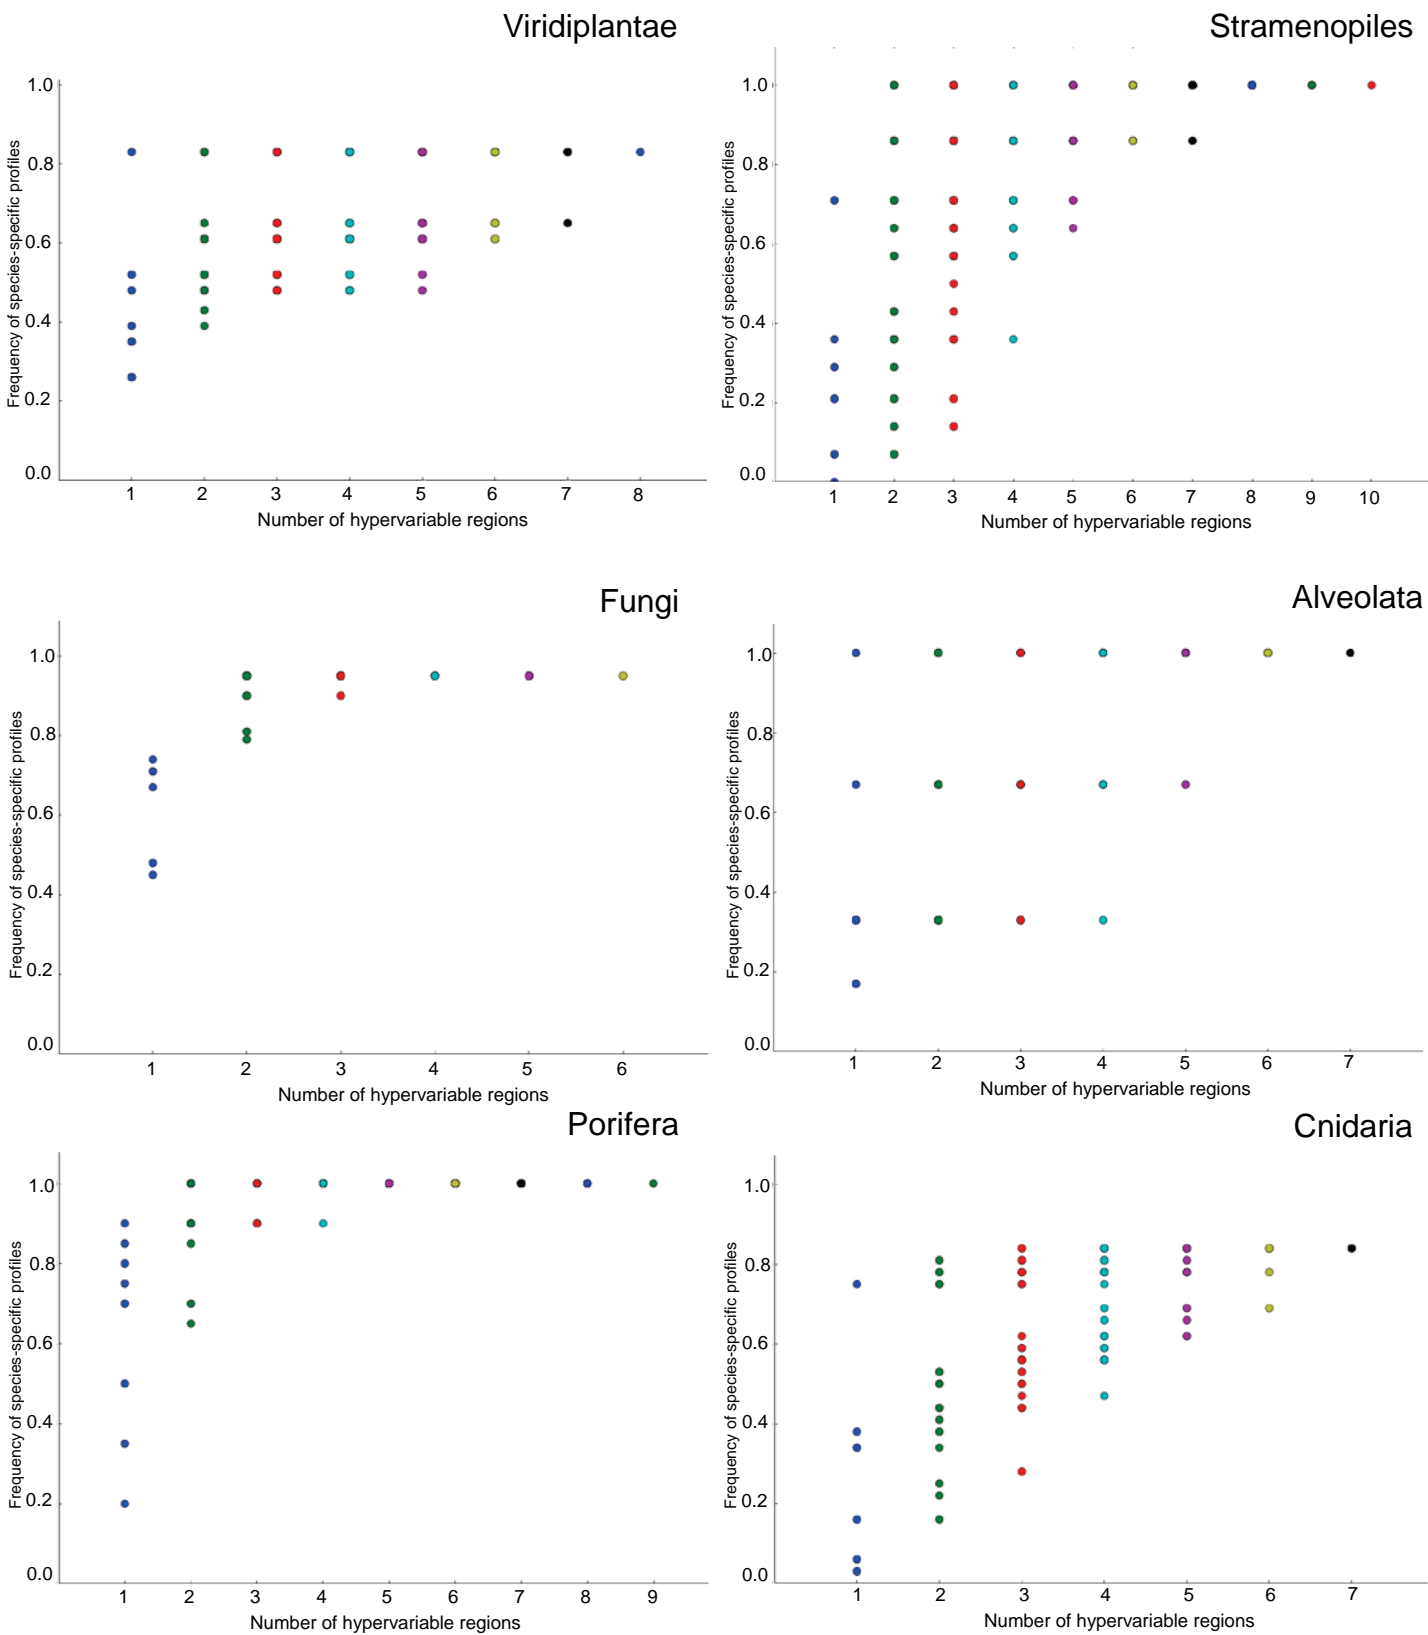 Viridiplantae
Frequency of species-specific profiles
1.0
0.8
0.6
0.4
0.2
0.0
1 2 3 4 5 6 7 8
Number of hypervariable regions
Stramenopiles
Frequency of species-specific profiles
1.0
0.8
0.6
0.4
0.2
0.0
1 2 3 4 5 6 7 8 9 10
Number of hypervariable regions
Fungi
Frequency of species-specific profiles
1.0
0.8
0.6
0.4
0.2
0.0
1 2 3 4 5 6
Number of hypervariable regions
Alveolata
Frequency of species-specific profiles
1.0
0.8
0.6
0.4
0.2
0.0
1 2 3 4 5 6 7
Number of hypervariable regions
Porifera
Frequency of species-specific profiles
1.0
0.8
0.6
0.4
0.2
0.0
1 2 3 4 5 6 7 8 9
Number of hypervariable regions
Cnidaria
Frequency of species-specific profiles
1.0
0.8
0.6
0.4
0.2
0.0
1 2 3 4 5 6 7
Number of hypervariable regions